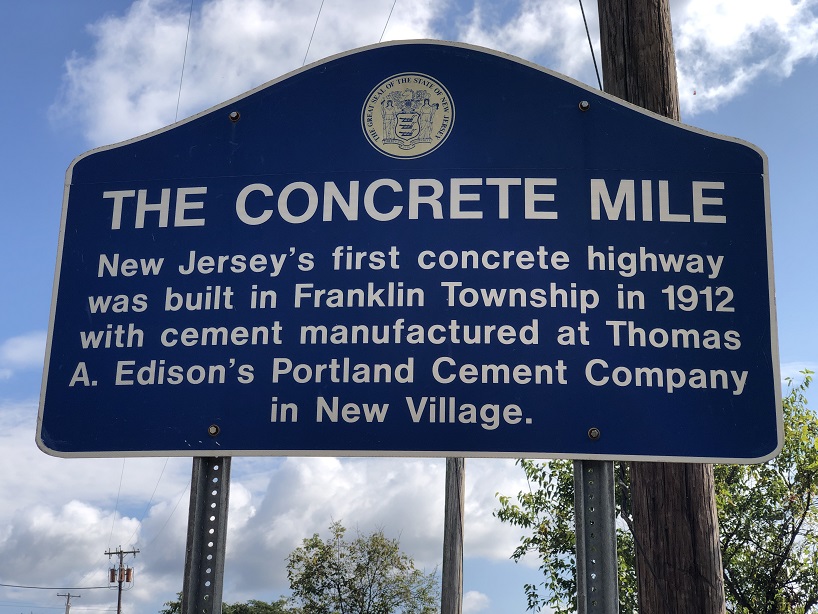 THE GREAT SEAL OF THE STATE OF NEW JERSEY
THE CONCRETE MILE
New Jersey's first concrete highway
was built in Franklin Township in 1912
with cement manufactured at Thomas
A. Edison's Portland Cement Company
in New Village.